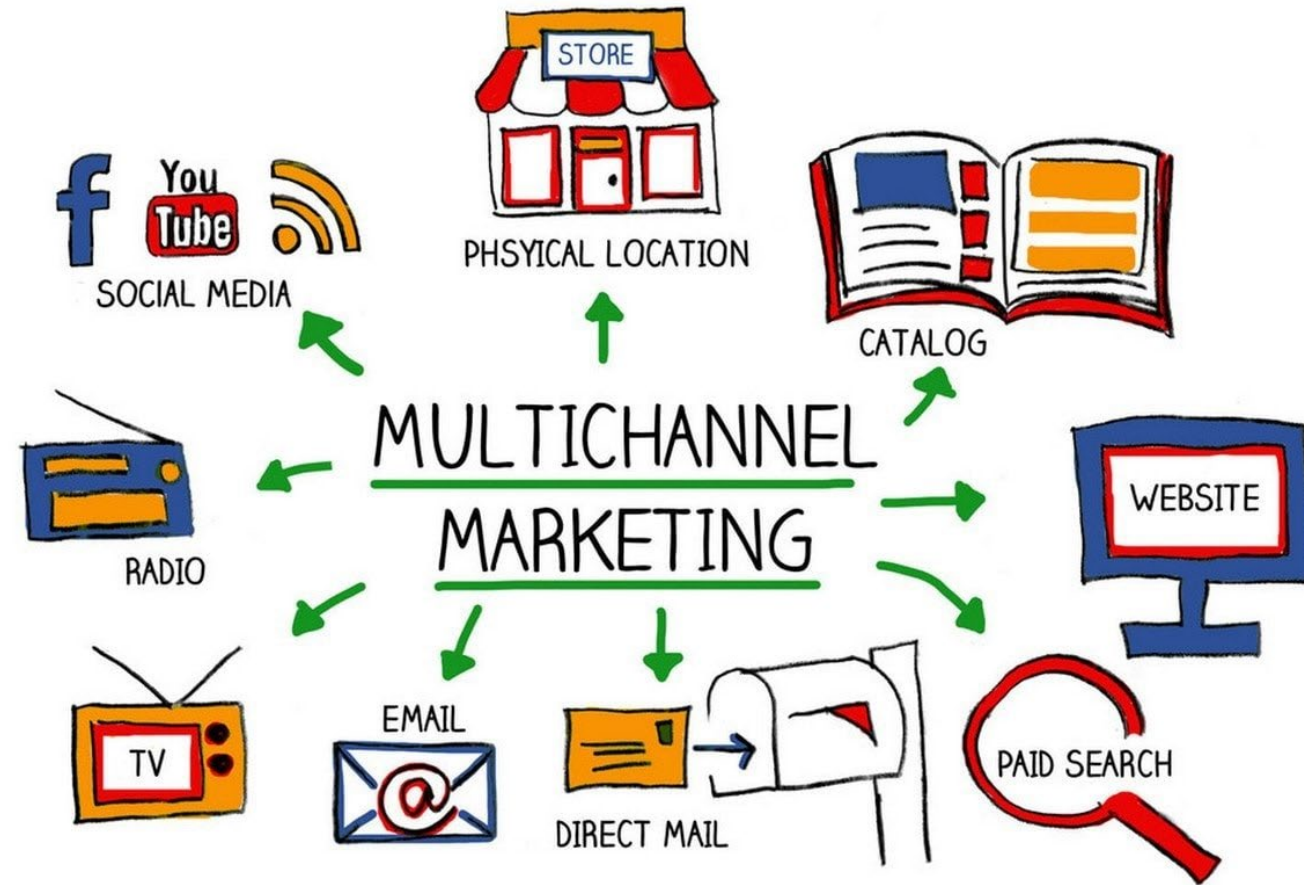 STORE
You
Tube
PHSYICAL LOCATION
SOCIAL MEDIA
CATALOG
MULTICHANNEL
MARKETING
WEBSITE
RADIO
EMAIL
TV
PAID SEARCH
DIRECT MAIL